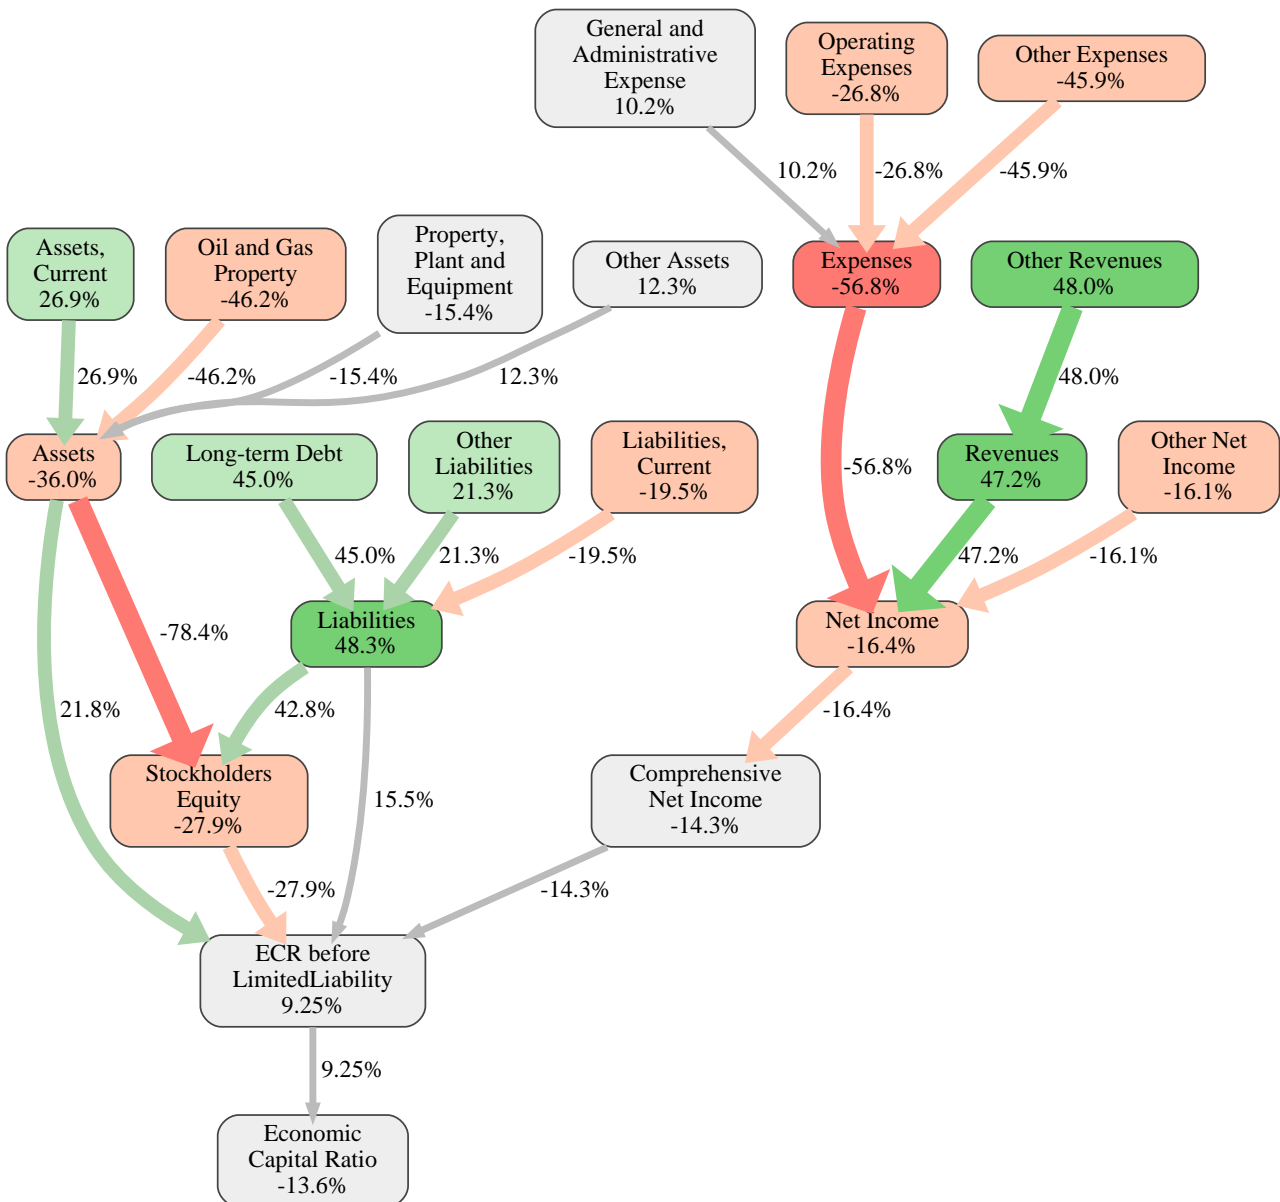 General and
Administrative
Expense
10.2%
Operating
Expenses
-26.8%
Other Expenses
-45.9%
10.2%
-26.8%
-45.9%
Assets,
Current
26.9%
Oil and Gas
Property
-46.2%
Property,
Plant and
Equipment
-15.4%
Other Assets
12.3%
Expenses
-56.8%
Other Revenues
48.0%
26.9%
-46.2%
-15.4%
12.3%
48.0%
Assets
-36.0%
Long-term Debt
45.0%
Other
Liabilities
21.3%
Liabilities,
Current
-19.5%
-56.8%
Revenues
47.2%
Other Net
Income
-16.1%
45.0%
21.3%
-19.5%
47.2%
-16.1%
-78.4%
Liabilities
48.3%
Net Income
-16.4%
21.8%
42.8%
-16.4%
Stockholders
Equity
-27.9%
15.5%
Comprehensive
Net Income
-14.3%
-27.9%
-14.3%
ECR before
LimitedLiability
9.25%
9.25%
Economic
Capital Ratio
-13.6%